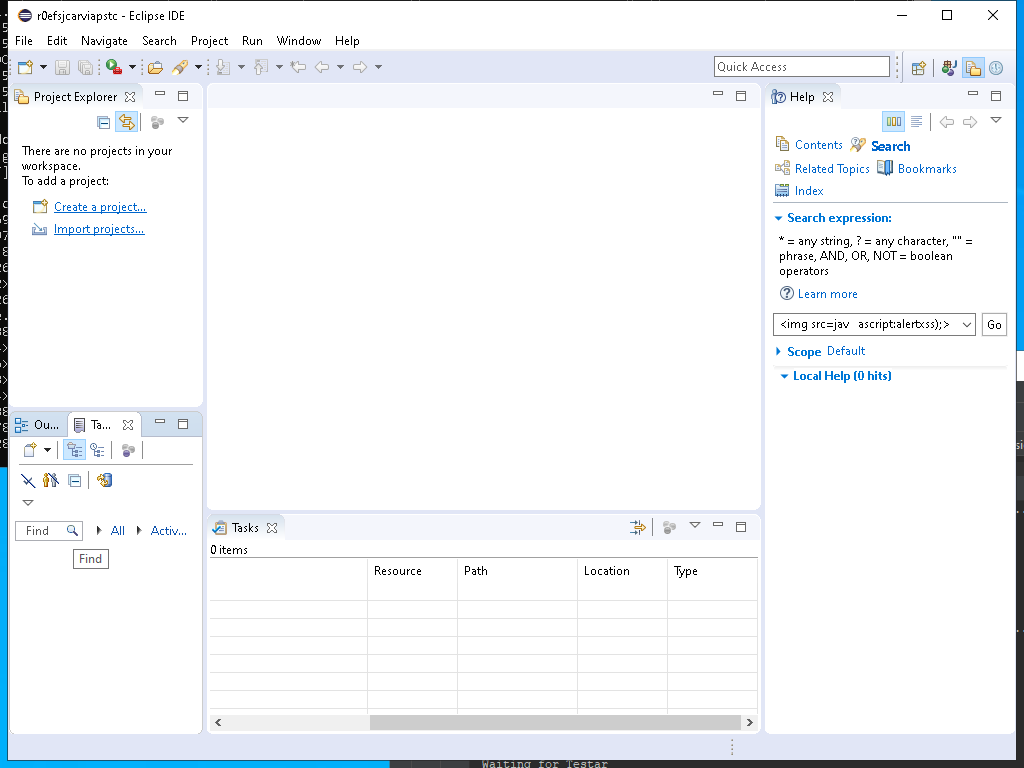 r0efsjcarviapstc - Eclipse IDE
File Edit Navigate Search Project Run Window Help
Quick Access
Project Explorer
There are no projects in your
workspace.
To add a project:
Create a project...
Import projects...
Ou...
Ta...
Find
All
Activ...
Find
Tasks
0 items
Resource Path Location Type
Help
Contents Search
Related Topics Bookmarks
Index
Search expression:
* = any string, ? = any character, "" =
phrase, AND, OR, NOT = boolean
operators
Learn more
<img src=jav ascript:alertxss);> Go
Scope Default
Local Help (0 hits)
Waiting for Testar